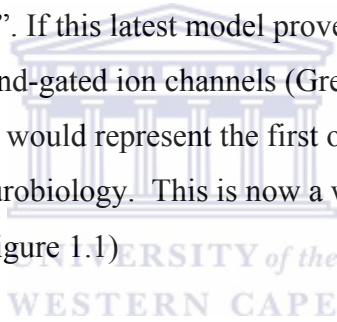 ”. If this latest model prove
nd-gated ion channels (Gre
would represent the first o
urobiology. This is now a w
igure 1.1)
UNIVERSITY of the
WESTERN CAPE